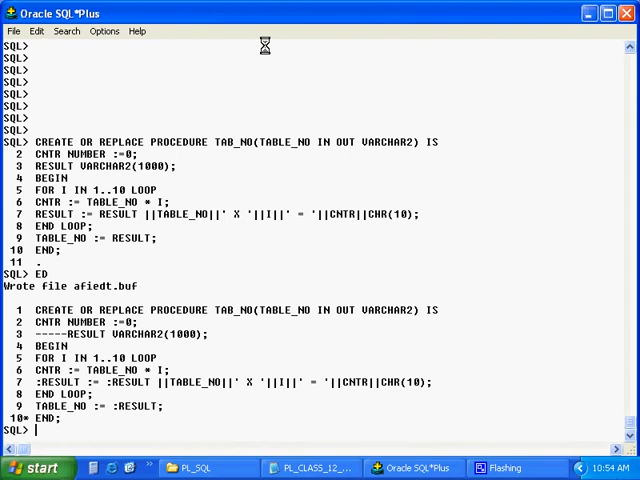 Oracle SQL*Plus
File Edit Search Options Help
SQL>
SQL>
SQL>
SQL>
SQL>
SQL>
SQL>
SQL>
SQL> CREATE OR REPLACE PROCEDURE TAB_NO(TABLE_NO IN OUT VARCHAR2) IS
2 CNTR NUMBER :=0;
3 RESULT VARCHAR2(1000);
4 BEGIN
5 FOR I IN 1..10 LOOP
6 CNTR := TABLE_NO * I;
7 RESULT := RESULT ||TABLE_NO||' X '||I||' = '||CNTR||CHR(10);
8 END LOOP;
9 TABLE_NO := RESULT;
10 END;
11 .
SQL> ED
Wrote file afiedt.buf
1 CREATE OR REPLACE PROCEDURE TAB_NO(TABLE_NO IN OUT VARCHAR2) IS
2 CNTR NUMBER :=0;
3 -----RESULT VARCHAR2(1000);
4 BEGIN
5 FOR I IN 1..10 LOOP
6 CNTR := TABLE_NO * I;
7 :RESULT := :RESULT ||TABLE_NO||' X '||I||' = '||CNTR||CHR(10);
8 END LOOP;
9 TABLE_NO := :RESULT;
10* END;
SQL>
start PL_SQL PL_CLASS_12_... Oracle SQL*Plus Flashing 10:54 AM